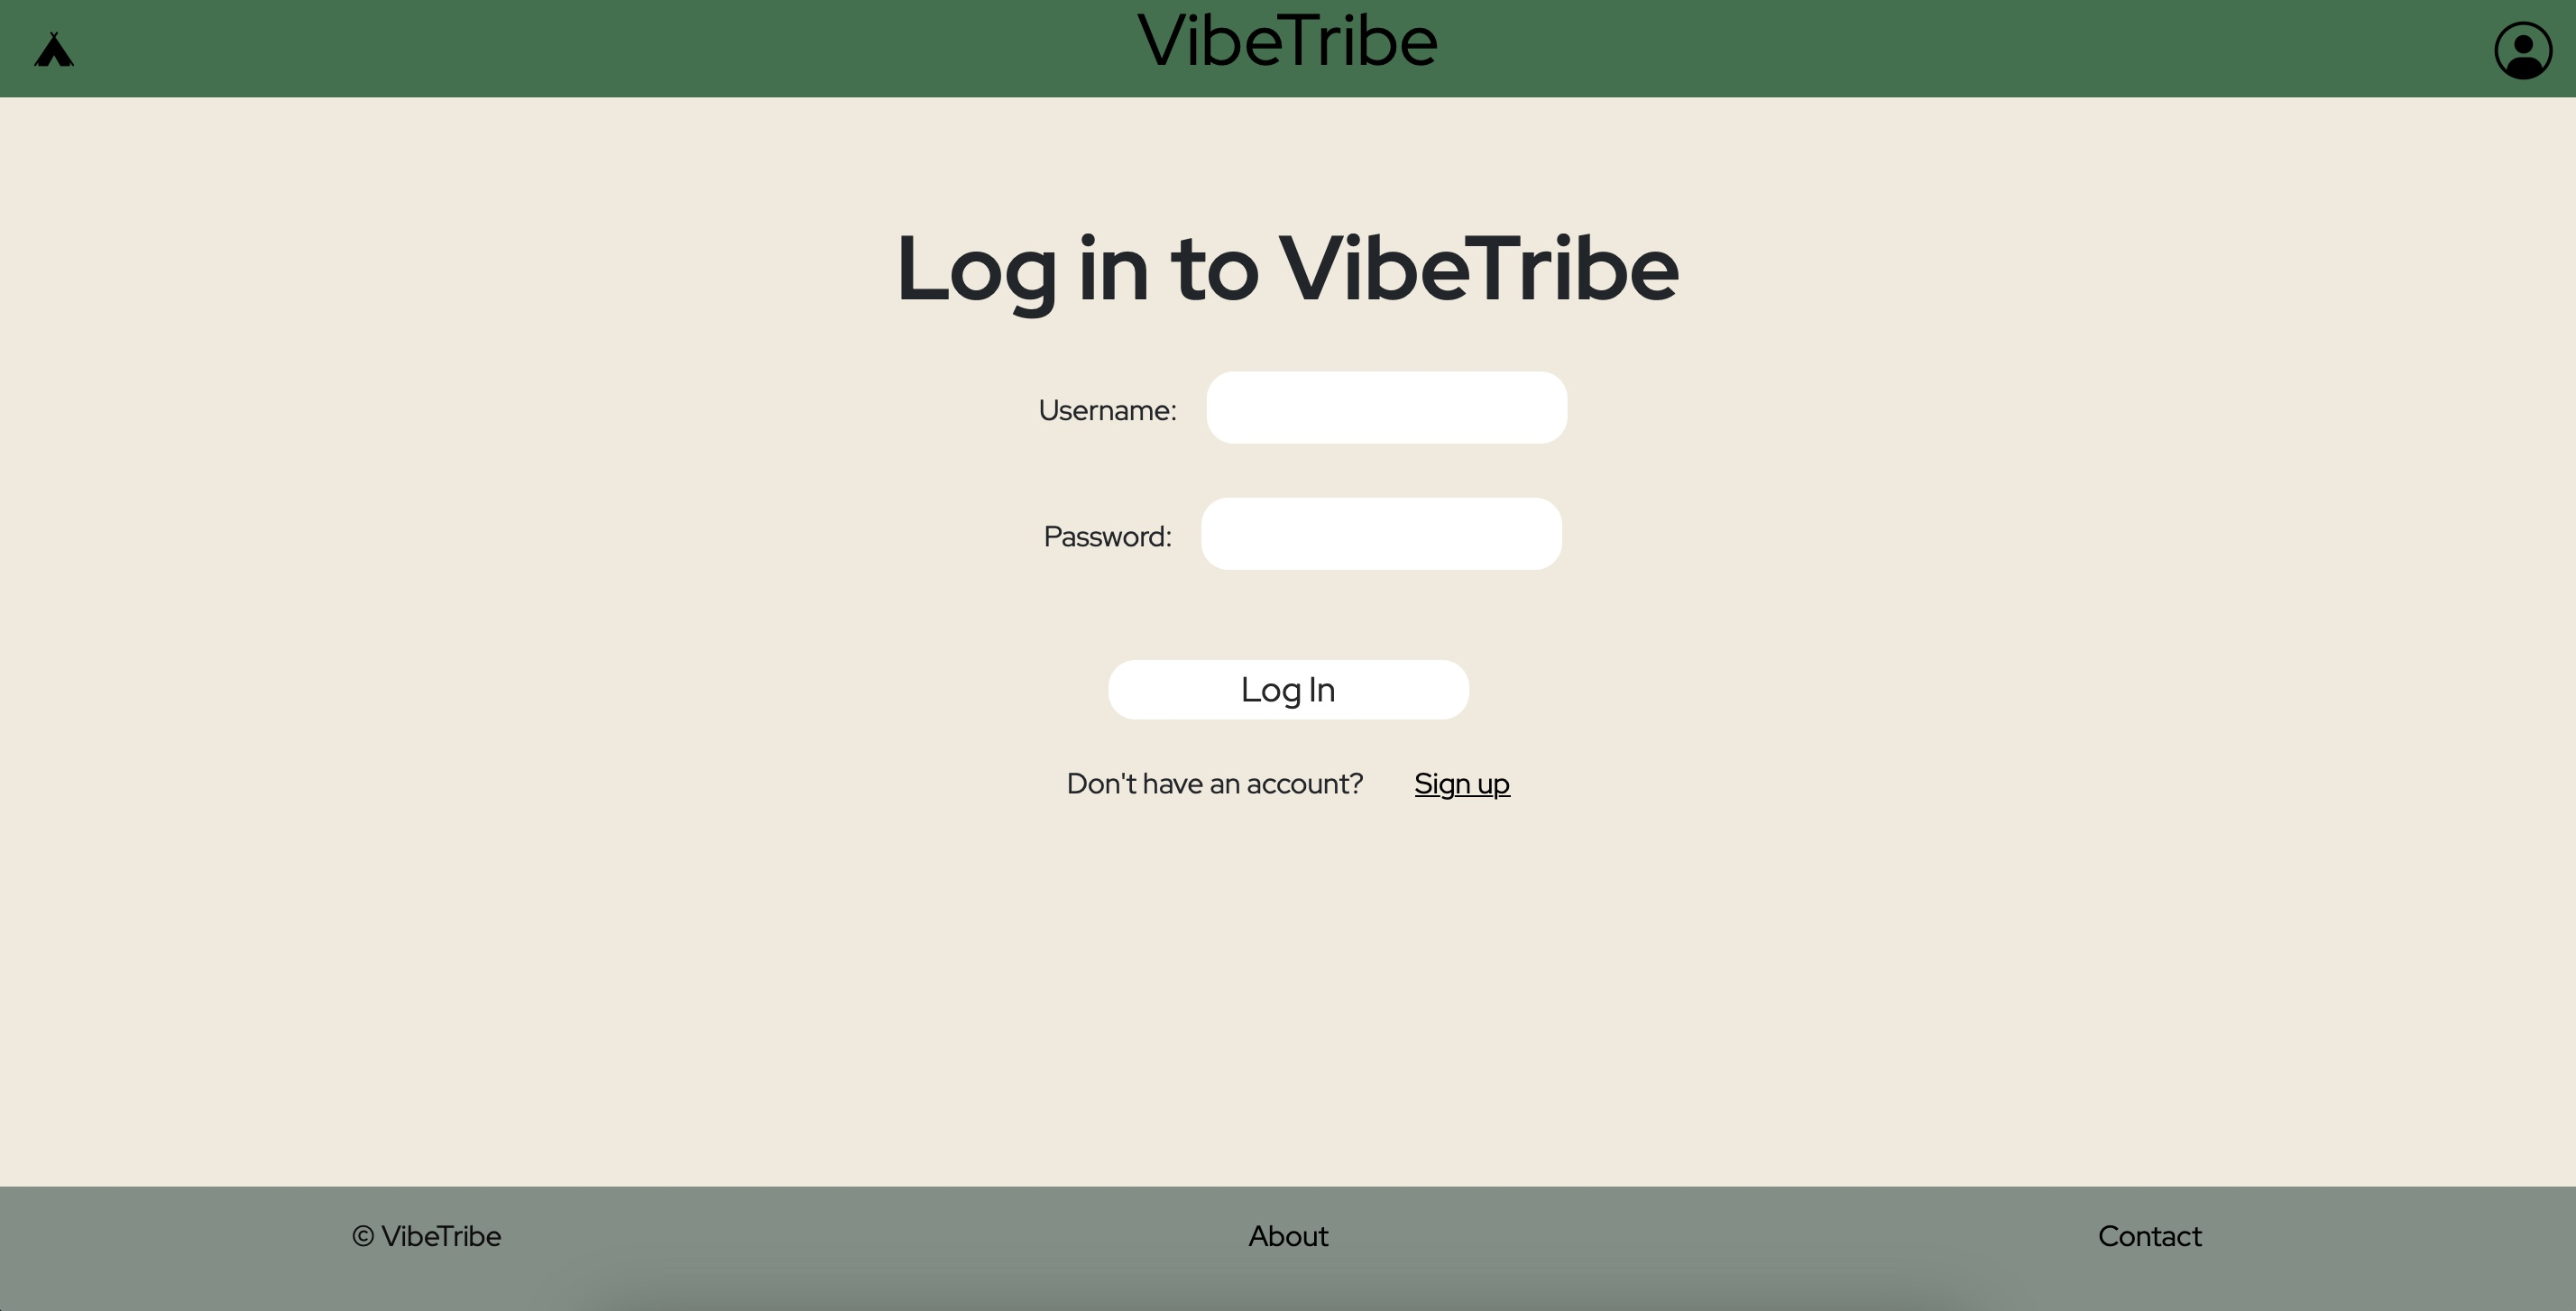 VibeTribe
Log in to VibeTribe
Username:
Password:
Log In
Don't have an account? Sign up
© VibeTribe About Contact